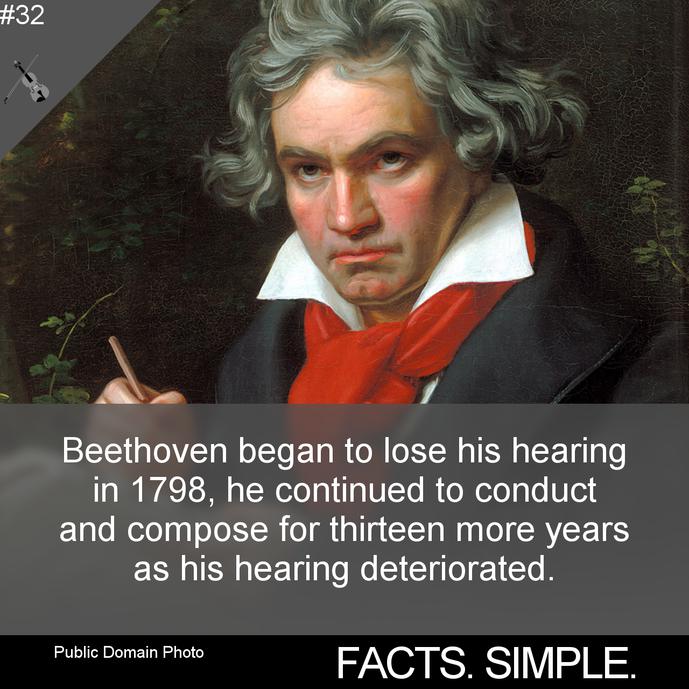 #32
Beethoven began to lose his hearing
in 1798, he continued to conduct
and compose for thirteen more years
as his hearing deteriorated.
Public Domain Photo
FACTS. SIMPLE.